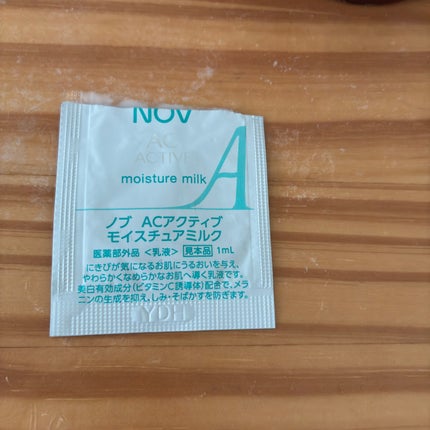 NOV
AC
ACTIVE
A
moisture milk
ノブ ACアクティブ
モイスチュアミルク
医薬部外品 <乳液> 見本品 1mL
にきびが気になるお肌にうるおいを与え、
やわらかくなめらかなお肌へ導く乳液です。
美白有効成分(ビタミンC誘導体)配合で、メラ
ニンの生成を抑え、しみ・そばかすを防ぎます。